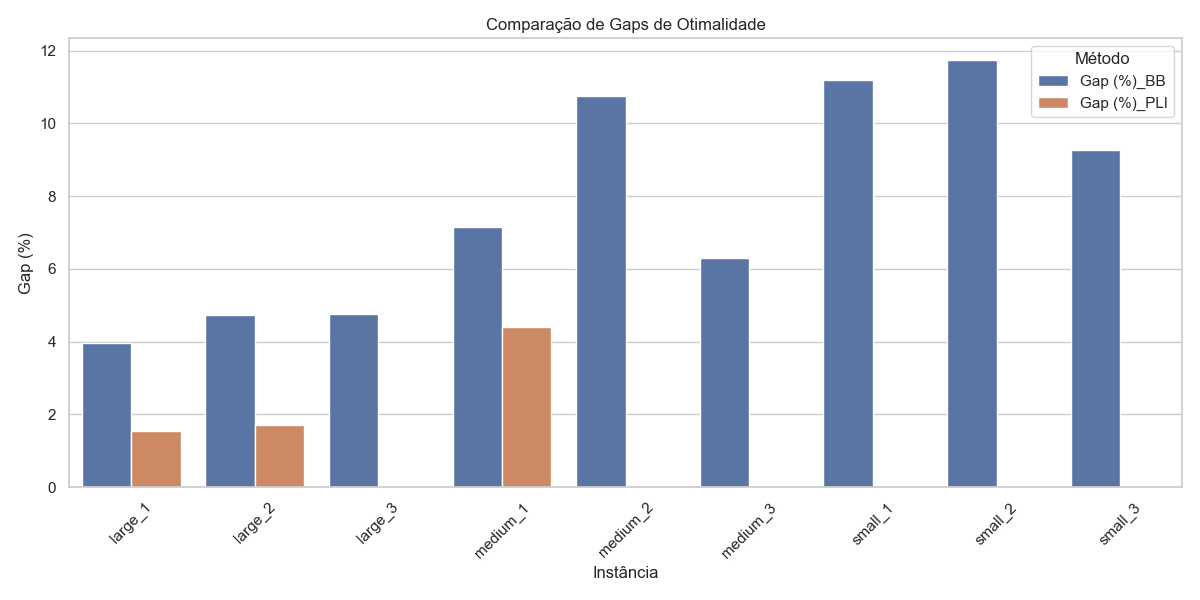 Comparação de Gaps de Otimalidade
Método
Gap (%)_BB
Gap (%)_PLI
Gap (%)
12
10
8
6
4
2
0
large_1
large_2
large_3
medium_1
medium_2
medium_3
small_1
small_2
small_3
Instância